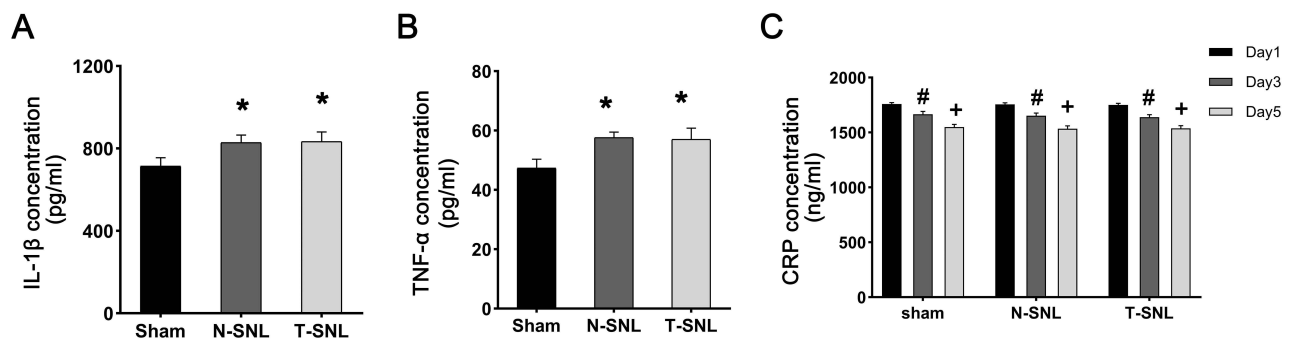 A
IL-1β concentration
(pg/ml)
1200
800
400
0
*
*
Sham
N-SNL
T-SNL
B
TNF-α concentration
(pg/ml)
80
60
40
20
0
*
*
Sham
N-SNL
T-SNL
C
CRP concentration
(ng/ml)
2000
1500
1000
500
0
#
+
#
+
#
+
sham
N-SNL
T-SNL
Day1
Day3
Day5